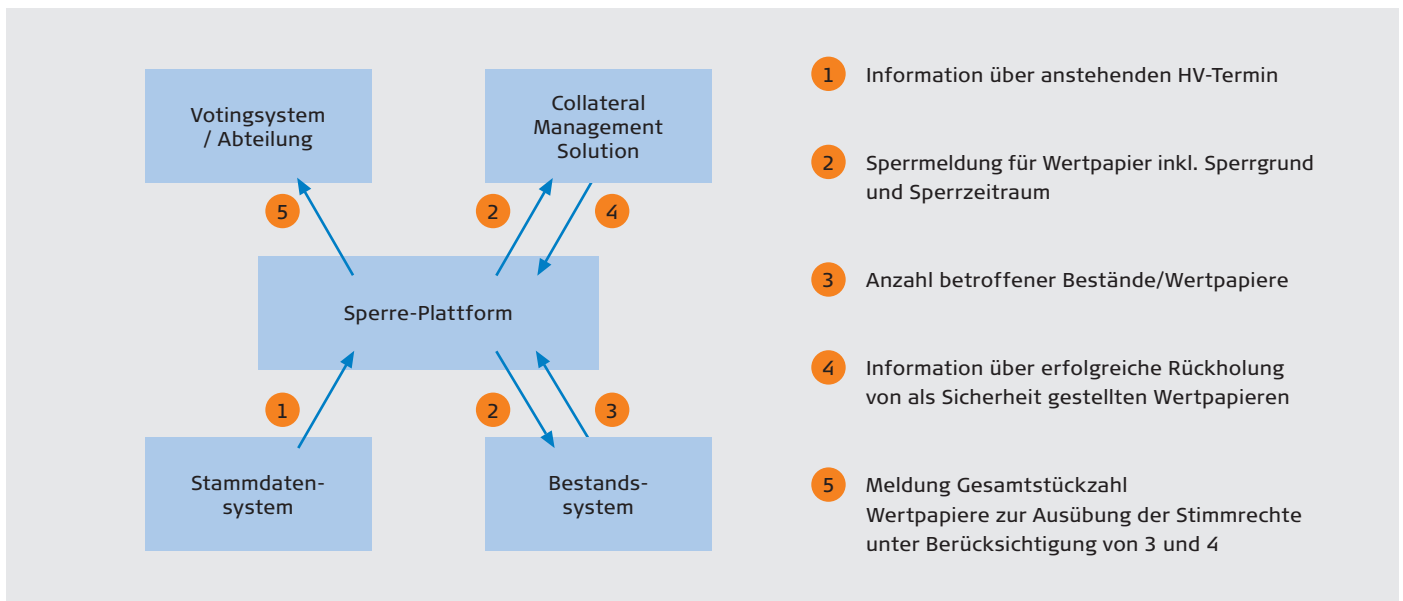 Votingsystem
/ Abteilung
Collateral
Management
Solution
5
2
4
Sperre-Plattform
1
2
3
Stammdaten-
system
Bestands-
system
1 Information über anstehenden HV-Termin
2 Sperrmeldung für Wertpapier inkl. Sperrgrund
und Sperrzeitraum
3 Anzahl betroffener Bestände/Wertpapiere
4 Information über erfolgreiche Rückholung
von als Sicherheit gestellten Wertpapieren
5 Meldung Gesamtstückzahl
Wertpapiere zur Ausübung der Stimmrechte
unter Berücksichtigung von 3 und 4